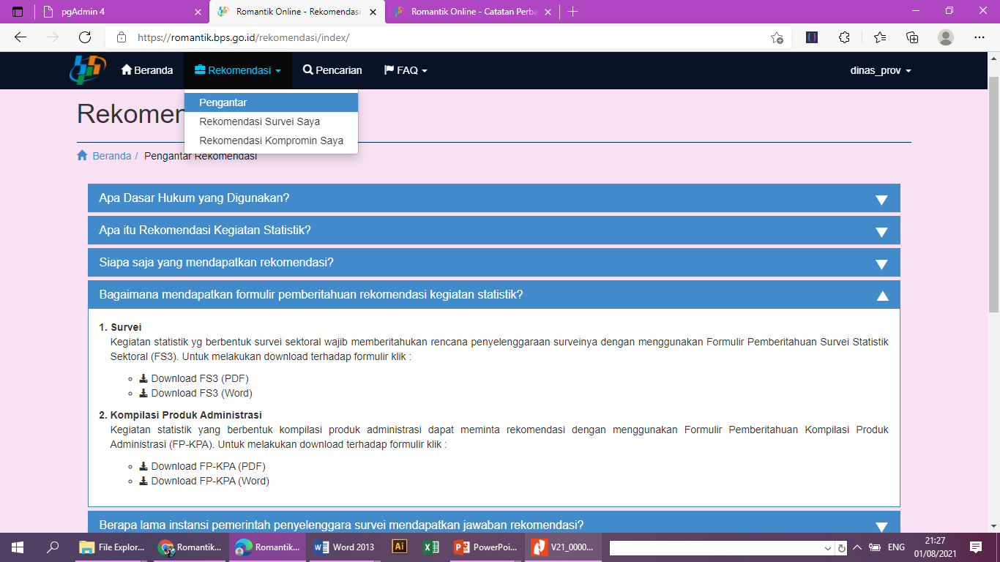 pgAdmin 4
Romantik Online - Rekomendasi
Romantik Online - Catatan Perba
https://romantik.bps.go.id/rekomendasi/index/
Beranda
Rekomendasi
Pencarian
FAQ
dinas_prov
Pengantar
Rekomendasi Survei Saya
Rekomendasi Kompromin Saya
Rekomen
Beranda / Pengantar Rekomendasi
Apa Dasar Hukum yang Digunakan?
Apa itu Rekomendasi Kegiatan Statistik?
Siapa saja yang mendapatkan rekomendasi?
Bagaimana mendapatkan formulir pemberitahuan rekomendasi kegiatan statistik?
1. Survei
Kegiatan statistik yg berbentuk survei sektoral wajib memberitahukan rencana penyelenggaraan surveinya dengan menggunakan Formulir Pemberitahuan Survei Statistik
Sektoral (FS3). Untuk melakukan download terhadap formulir klik :
Download FS3 (PDF)
Download FS3 (Word)
2. Kompilasi Produk Administrasi
Kegiatan statistik yang berbentuk kompilasi produk administrasi dapat meminta rekomendasi dengan menggunakan Formulir Pemberitahuan Kompilasi Produk
Administrasi (FP-KPA). Untuk melakukan download terhadap formulir klik :
Download FP-KPA (PDF)
Download FP-KPA (Word)
Berapa lama instansi pemerintah penyelenggara survei mendapatkan jawaban rekomendasi?
File Explor...
Romantik...
Romantik...
Word 2013
Ai
PowerPoi...
V21_0000...
ENG
21:27
01/08/2021